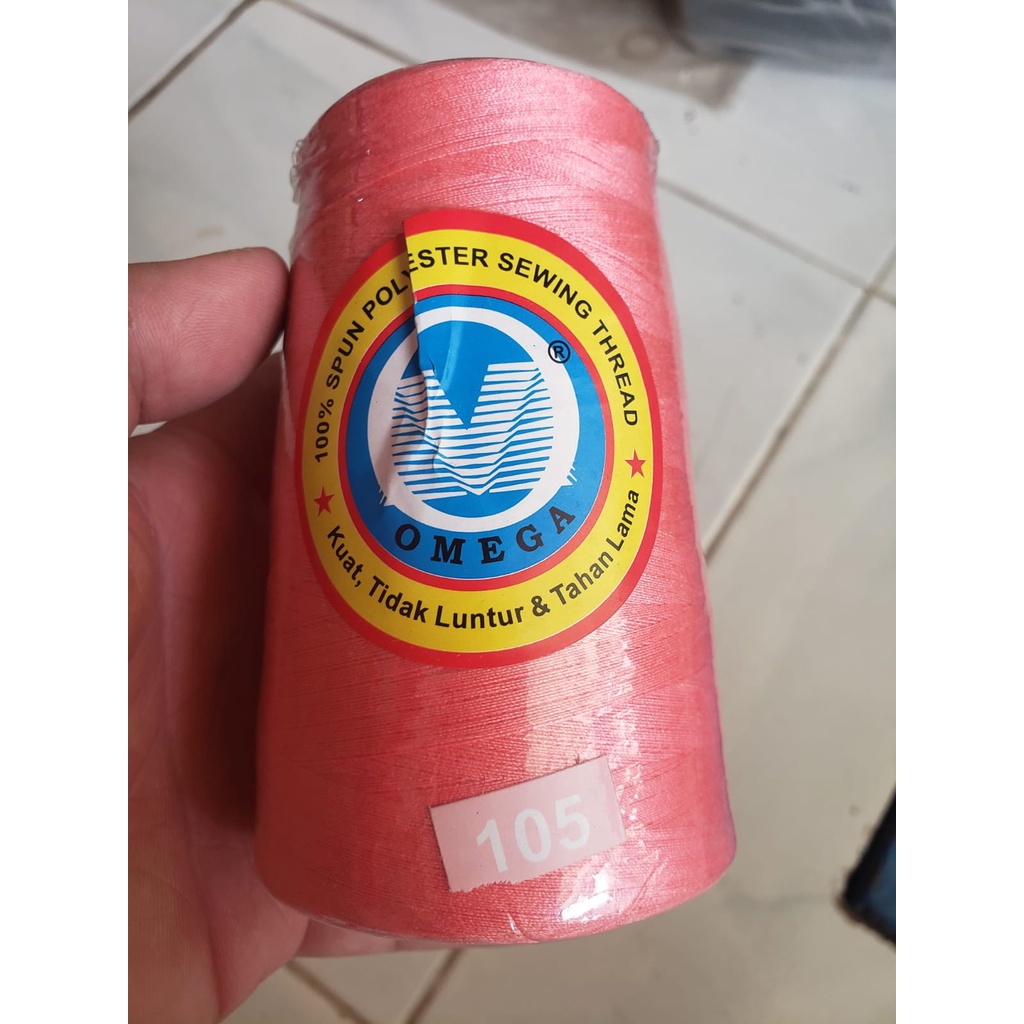 100% SPUN POLYESTER SEWING THREAD
®
OMEGA
Kuat, Tidak Luntur & Tahan Lama
105